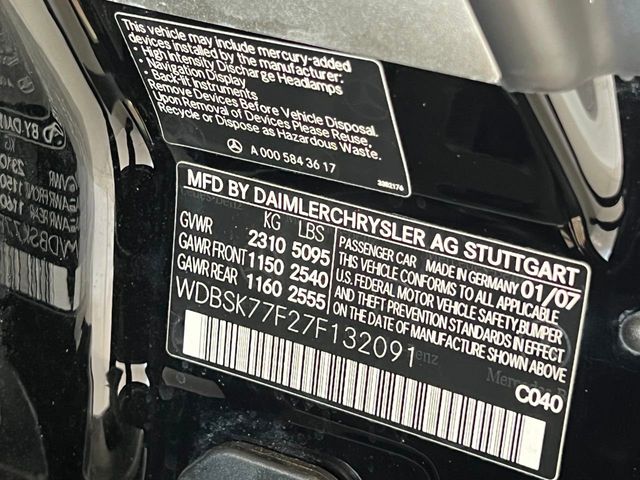 This vehicle may include mercury-added
devices installed by the manufacturer;
- High Intensity Discharge Headlamps
- Navigation Display
- Back-lit Instruments
Remove Devices Before Vehicle Disposal.
Upon Removal of Devices Please Reuse,
Recycle or Dispose as Hazardous Waste.
A 000 584 36 17
3382176
MFD BY DAIMLERCHRYSLER AG STUTTGART
KG LBS
GVWR 2310 5095
GAWR FRONT 1150 2540
GAWR REAR 1160 2555
PASSENGER CAR MADE IN GERMANY 01/07
THIS VEHICLE CONFORMS TO ALL APPLICABLE
U.S. FEDERAL MOTOR VEHICLE SAFETY, BUMPER
AND THEFT PREVENTION STANDARDS IN EFFECT
ON THE DATE OF MANUFACTURE SHOWN ABOVE
WDBSK77F27F132091
C040